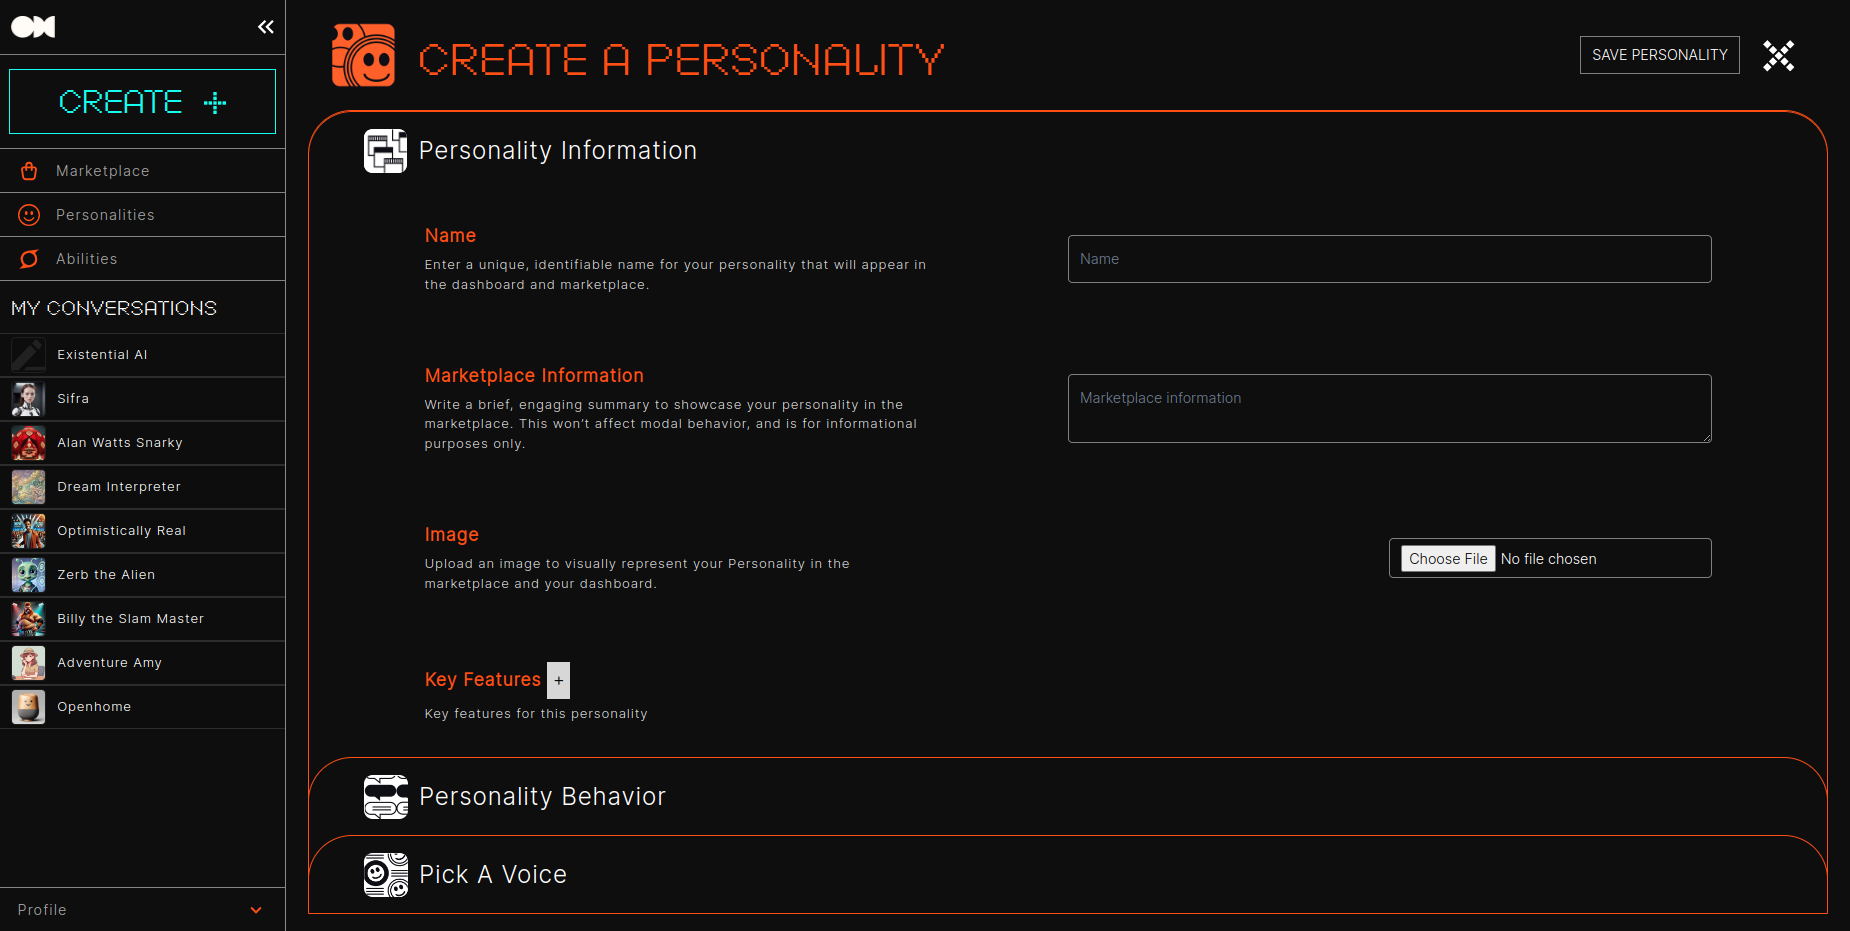 CREATE +
Marketplace
Personalities
Abilities
MY CONVERSATIONS
Existential AI
Sifra
Alan Watts Snarky
Dream Interpreter
Optimistically Real
Zerb the Alien
Billy the Slam Master
Adventure Amy
Openhome
Profile
CREATE A PERSONALITY
SAVE PERSONALITY
Personality Information
Name
Enter a unique, identifiable name for your personality that will appear in
the dashboard and marketplace.
Name
Marketplace Information
Write a brief, engaging summary to showcase your personality in the
marketplace. This won’t affect modal behavior, and is for informational
purposes only.
Marketplace information
Image
Upload an image to visually represent your Personality in the
marketplace and your dashboard.
Choose File No file chosen
Key Features +
Key features for this personality
Personality Behavior
Pick A Voice